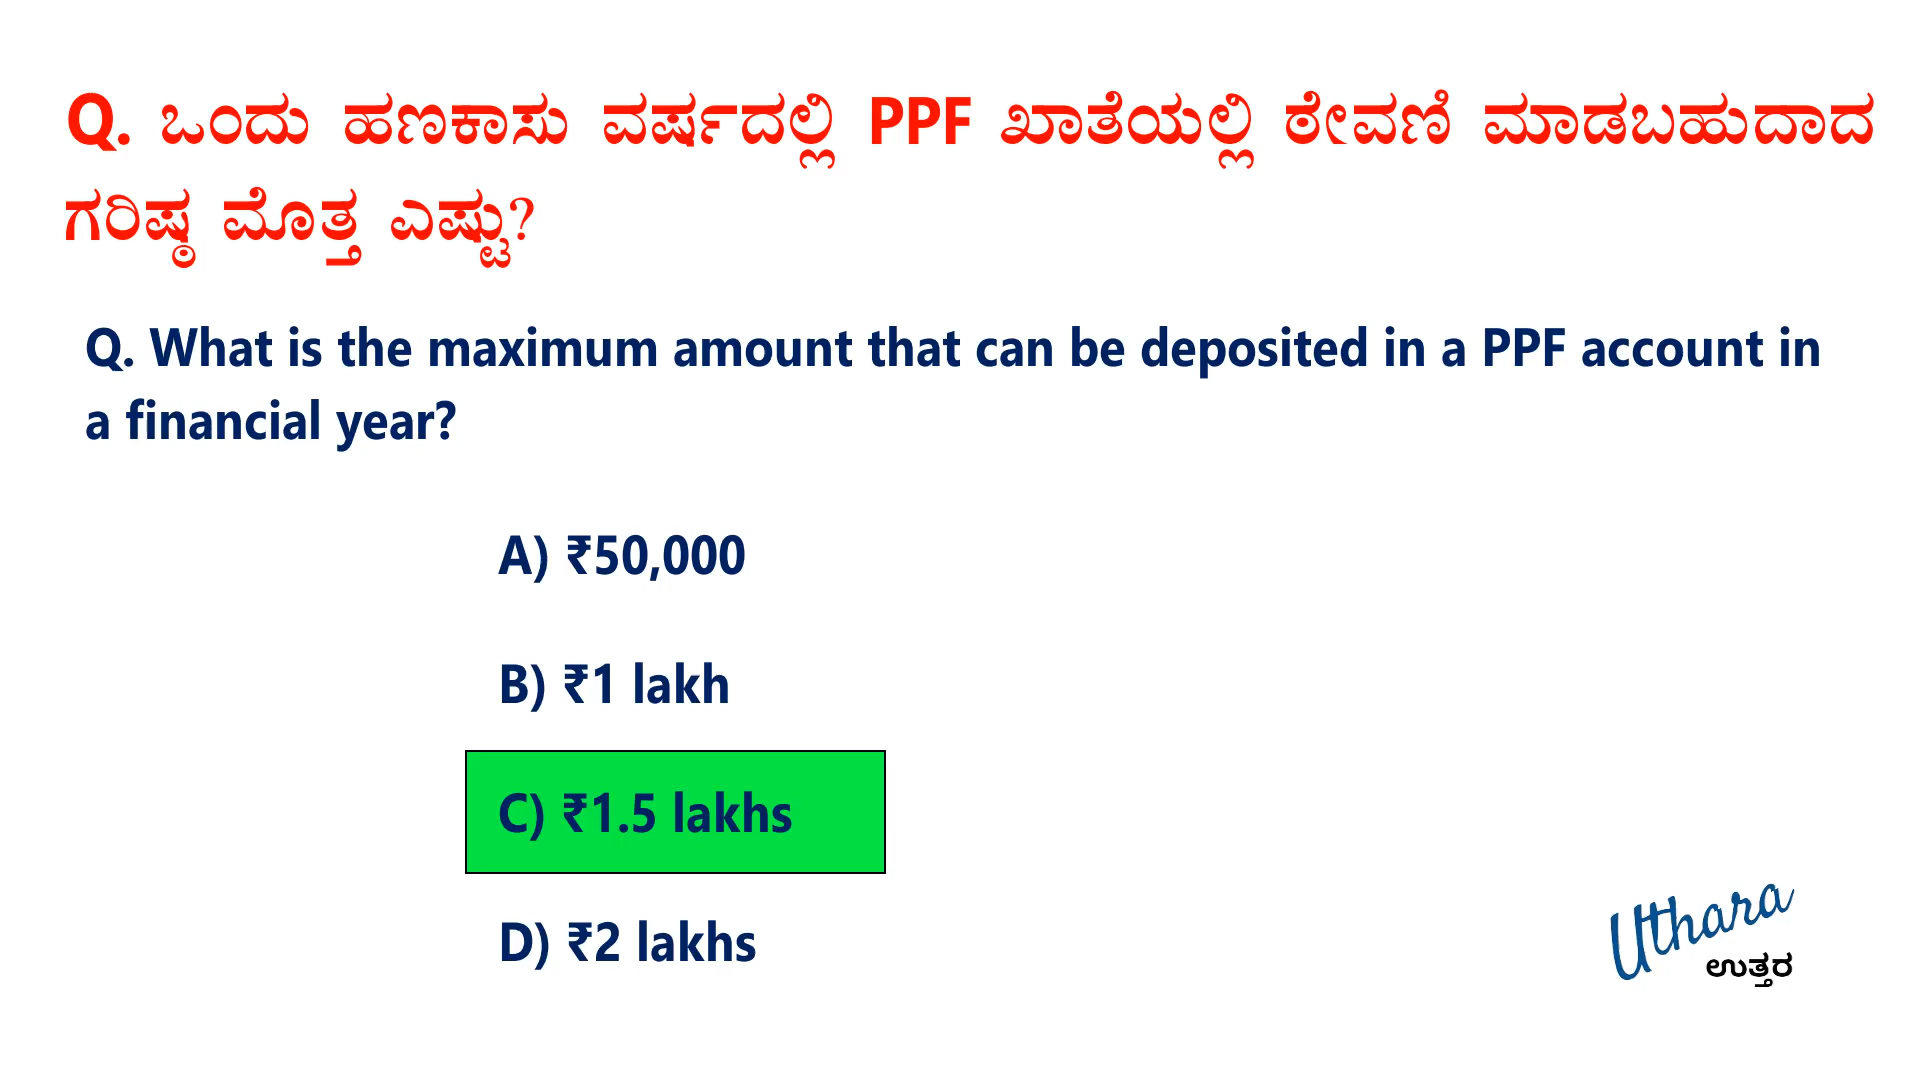 Q. ಒಂದು ಹಣಕಾಸು ವರ್ಷದಲ್ಲಿ PPF ಖಾತೆಯಲ್ಲಿ ಠೇವಣಿ ಮಾಡಬಹುದಾದ
ಗರಿಷ್ಠ ಮೊತ್ತ ಎಷ್ಟು?
Q. What is the maximum amount that can be deposited in a PPF account in
a financial year?
A) ₹50,000
B) ₹1 lakh
C) ₹1.5 lakhs
D) ₹2 lakhs
Uthara
ಉತ್ತರ